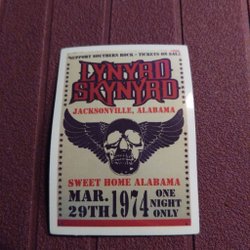 SUPPORT SOUTHERN ROCK - TICKETS ON SALE
LYNYRD
SKYNYRD
JACKSONVILLE, ALABAMA
SWEET HOME ALABAMA
MAR.
29TH
1974
ONE
NIGHT
ONLY